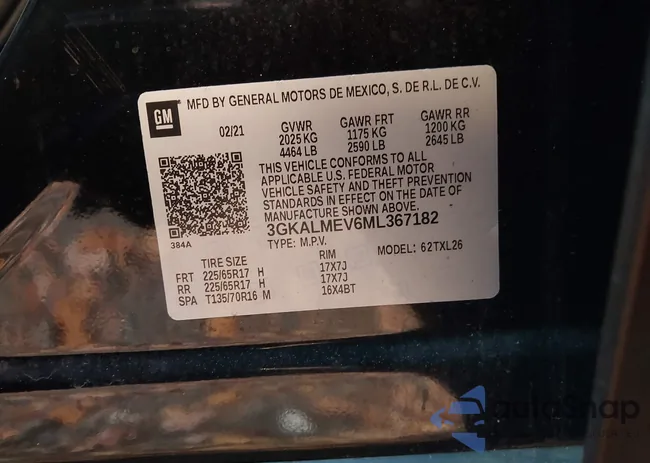 GM
MFD BY GENERAL MOTORS DE MEXICO, S. DE R.L. DE C.V.
02/21 GVWR GAWR FRT GAWR RR
2025 KG 1175 KG 1200 KG
4464 LB 2590 LB 2645 LB
THIS VEHICLE CONFORMS TO ALL
APPLICABLE U.S. FEDERAL MOTOR
VEHICLE SAFETY AND THEFT PREVENTION
STANDARDS IN EFFECT ON THE DATE OF
MANUFACTURE SHOWN ABOVE.
384A
3GKALMEV6ML367182
TYPE: M.P.V. MODEL: 62TXL26
TIRE SIZE RIM
FRT 225/65R17 H 17X7J
RR 225/65R17 H 17X7J
SPA T135/70R16 M 16X4BT
autoSnap